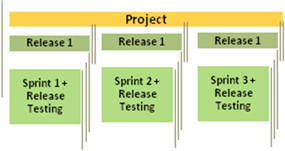 Project
Release 1
Release 1
Release 1
Sprint 1 +
Release
Testing
Sprint 2 +
Release
Testing
Sprint 3 +
Release
Testing